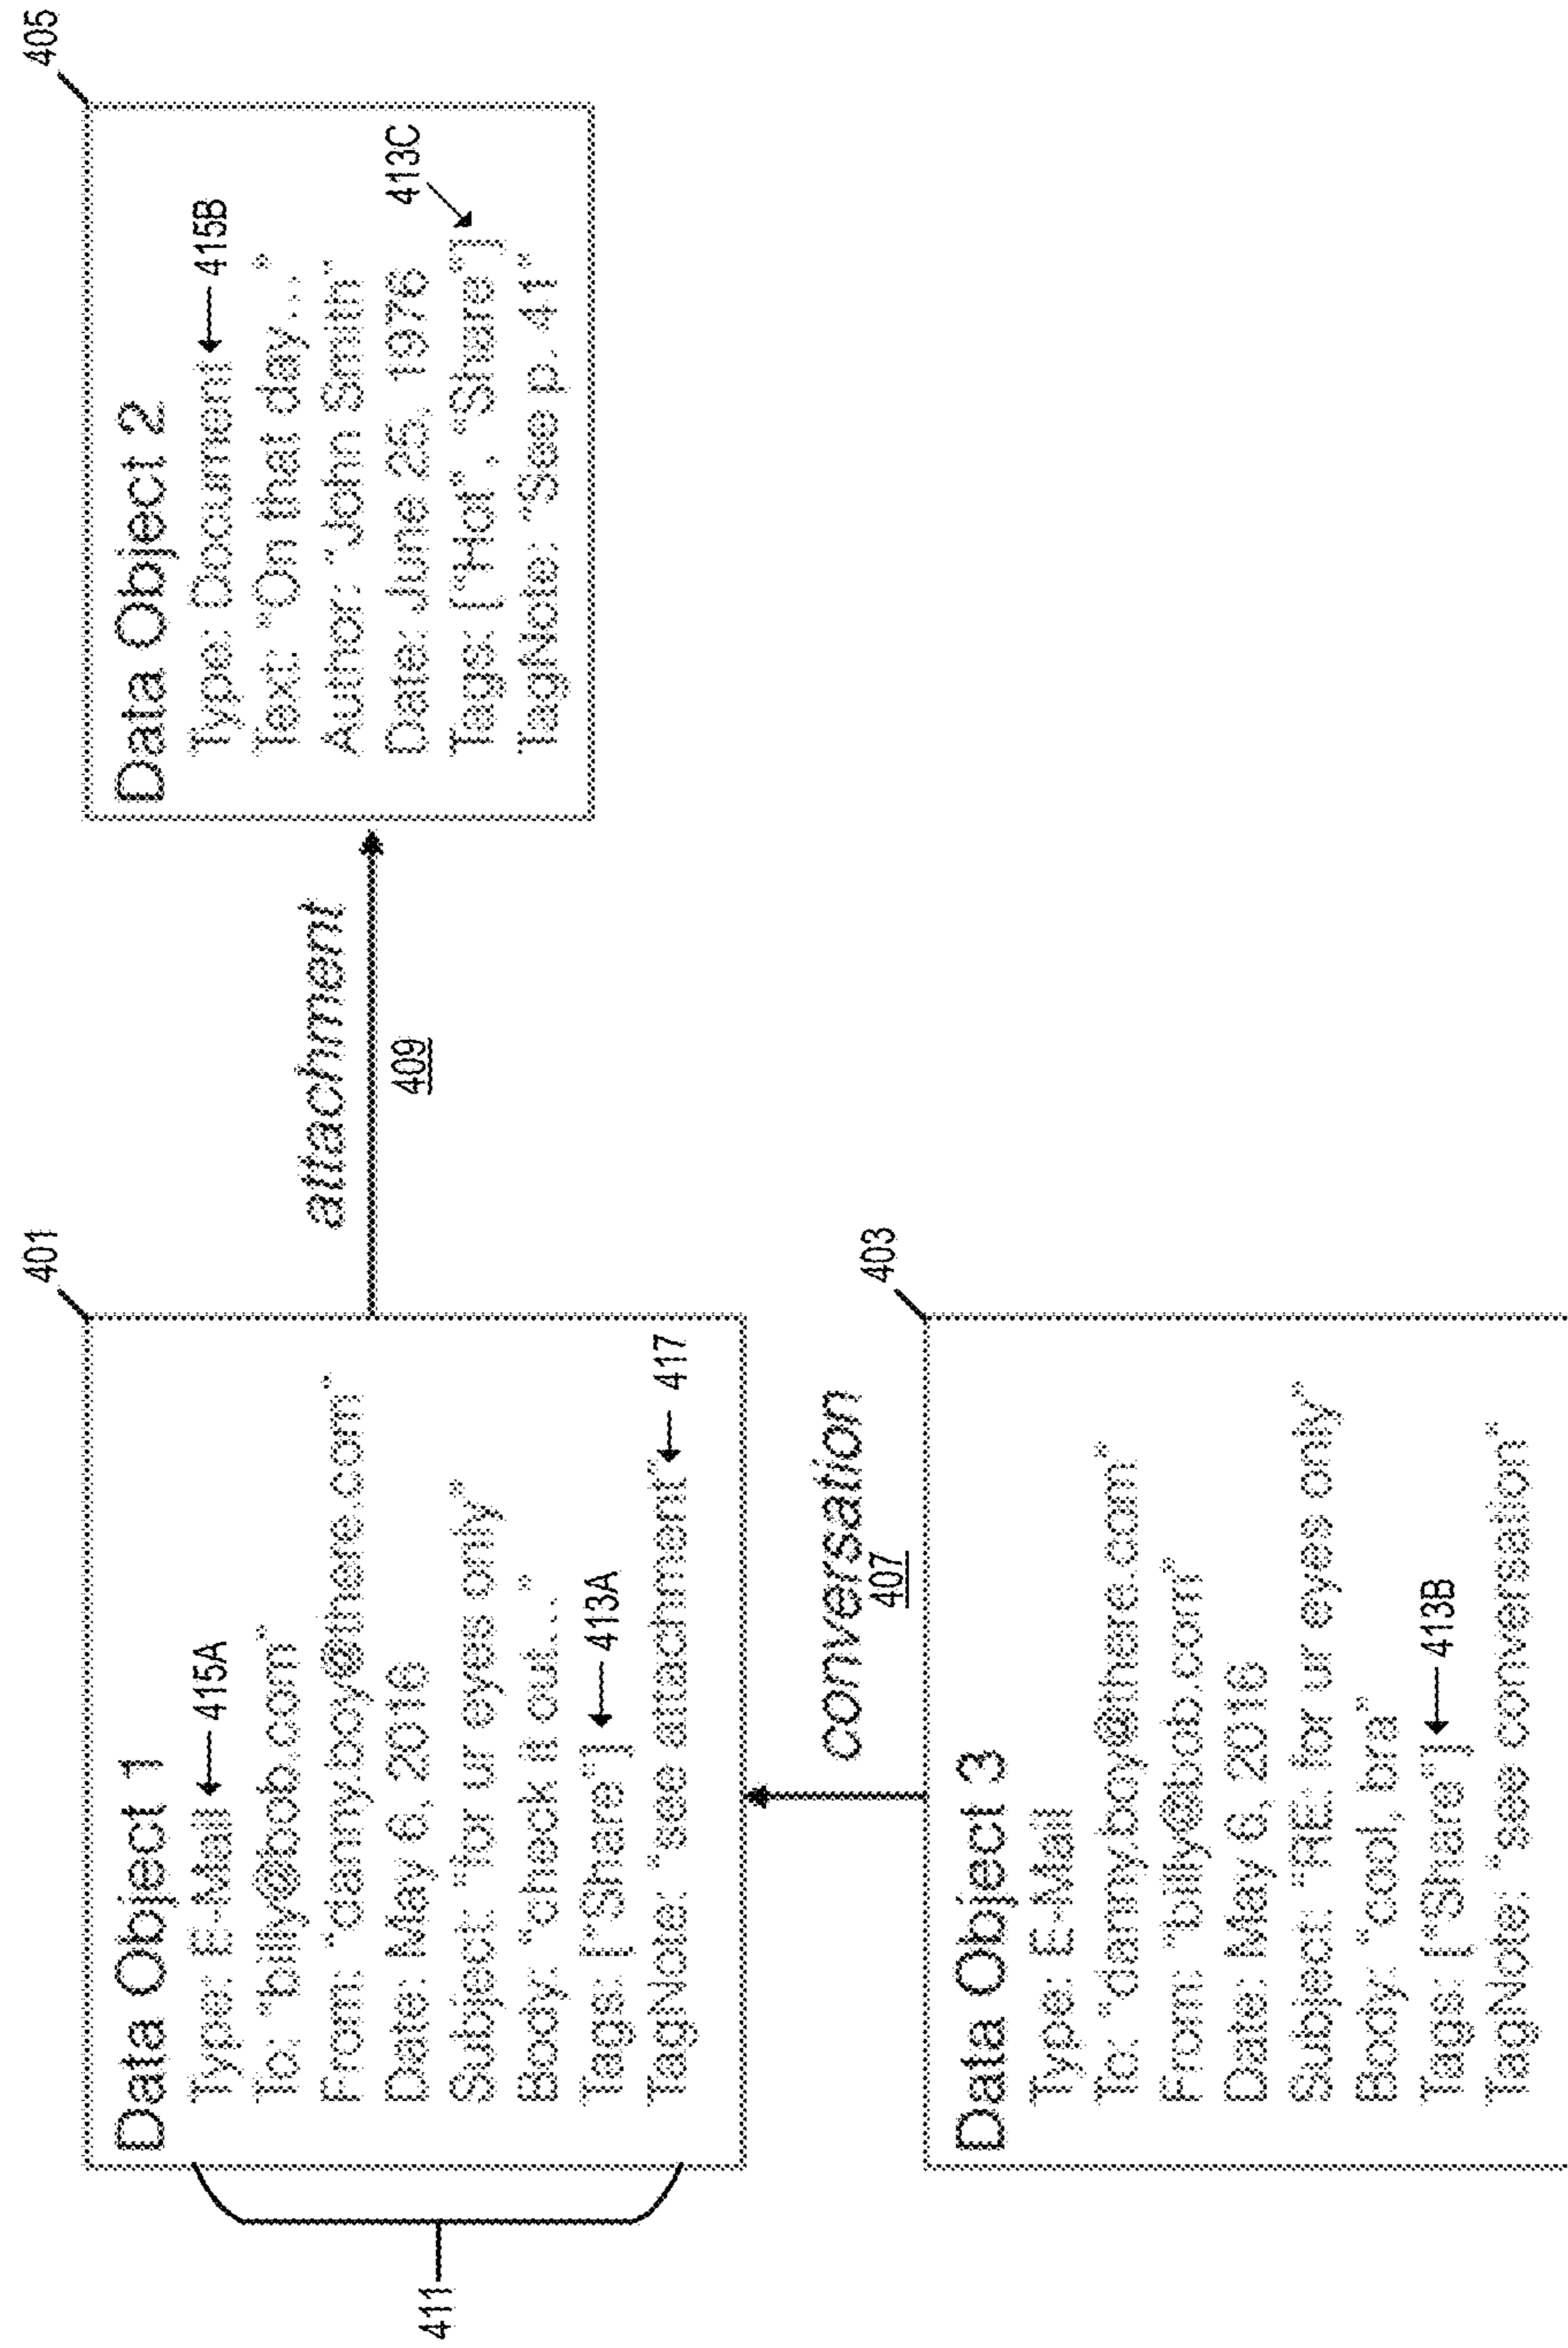 401
Data Object 1
Type: E-Mail
415A
To: "billy@bob.com"
From: "danny.boy@there.com"
Date: May 6, 2016
Subject: "for ur eyes only"
Body: "check it out..."
Tags: ["Share"]
413A
TagNote: "see attachment"
417
411
attachment
409
405
Data Object 2
Type: Document
415B
Text: "On that day..."
Author: "John Smith"
Date: June 25, 1976
Tags: ["Hot", "Share"]
413C
TagNote: "See p. 41"
conversation
407
403
Data Object 3
Type: E-Mail
To: "danny.boy@there.com"
From: "billy@bob.com"
Date: May 6, 2016
Subject: "RE: for ur eyes only"
Body: "cool, bra"
Tags: ["Share"]
413B
TagNote: "see conversation"